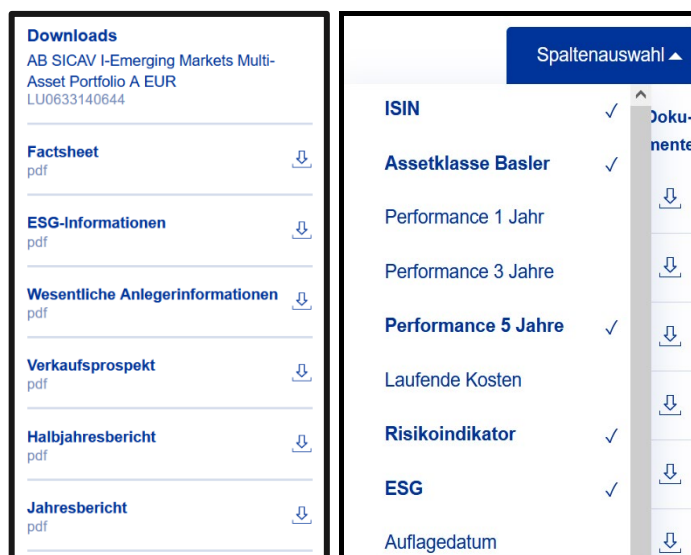 Downloads
AB SICAV I-Emerging Markets Multi-
Asset Portfolio A EUR
LU0633140644
Factsheet
pdf
ESG-Informationen
pdf
Wesentliche Anlegerinformationen
pdf
Verkaufsprospekt
pdf
Halbjahresbericht
pdf
Jahresbericht
pdf
Spaltenauswahl
ISIN
Assetklasse Basler
Performance 1 Jahr
Performance 3 Jahre
Performance 5 Jahre
Laufende Kosten
Risikoindikator
ESG
Auflagedatum
Doku-
mente